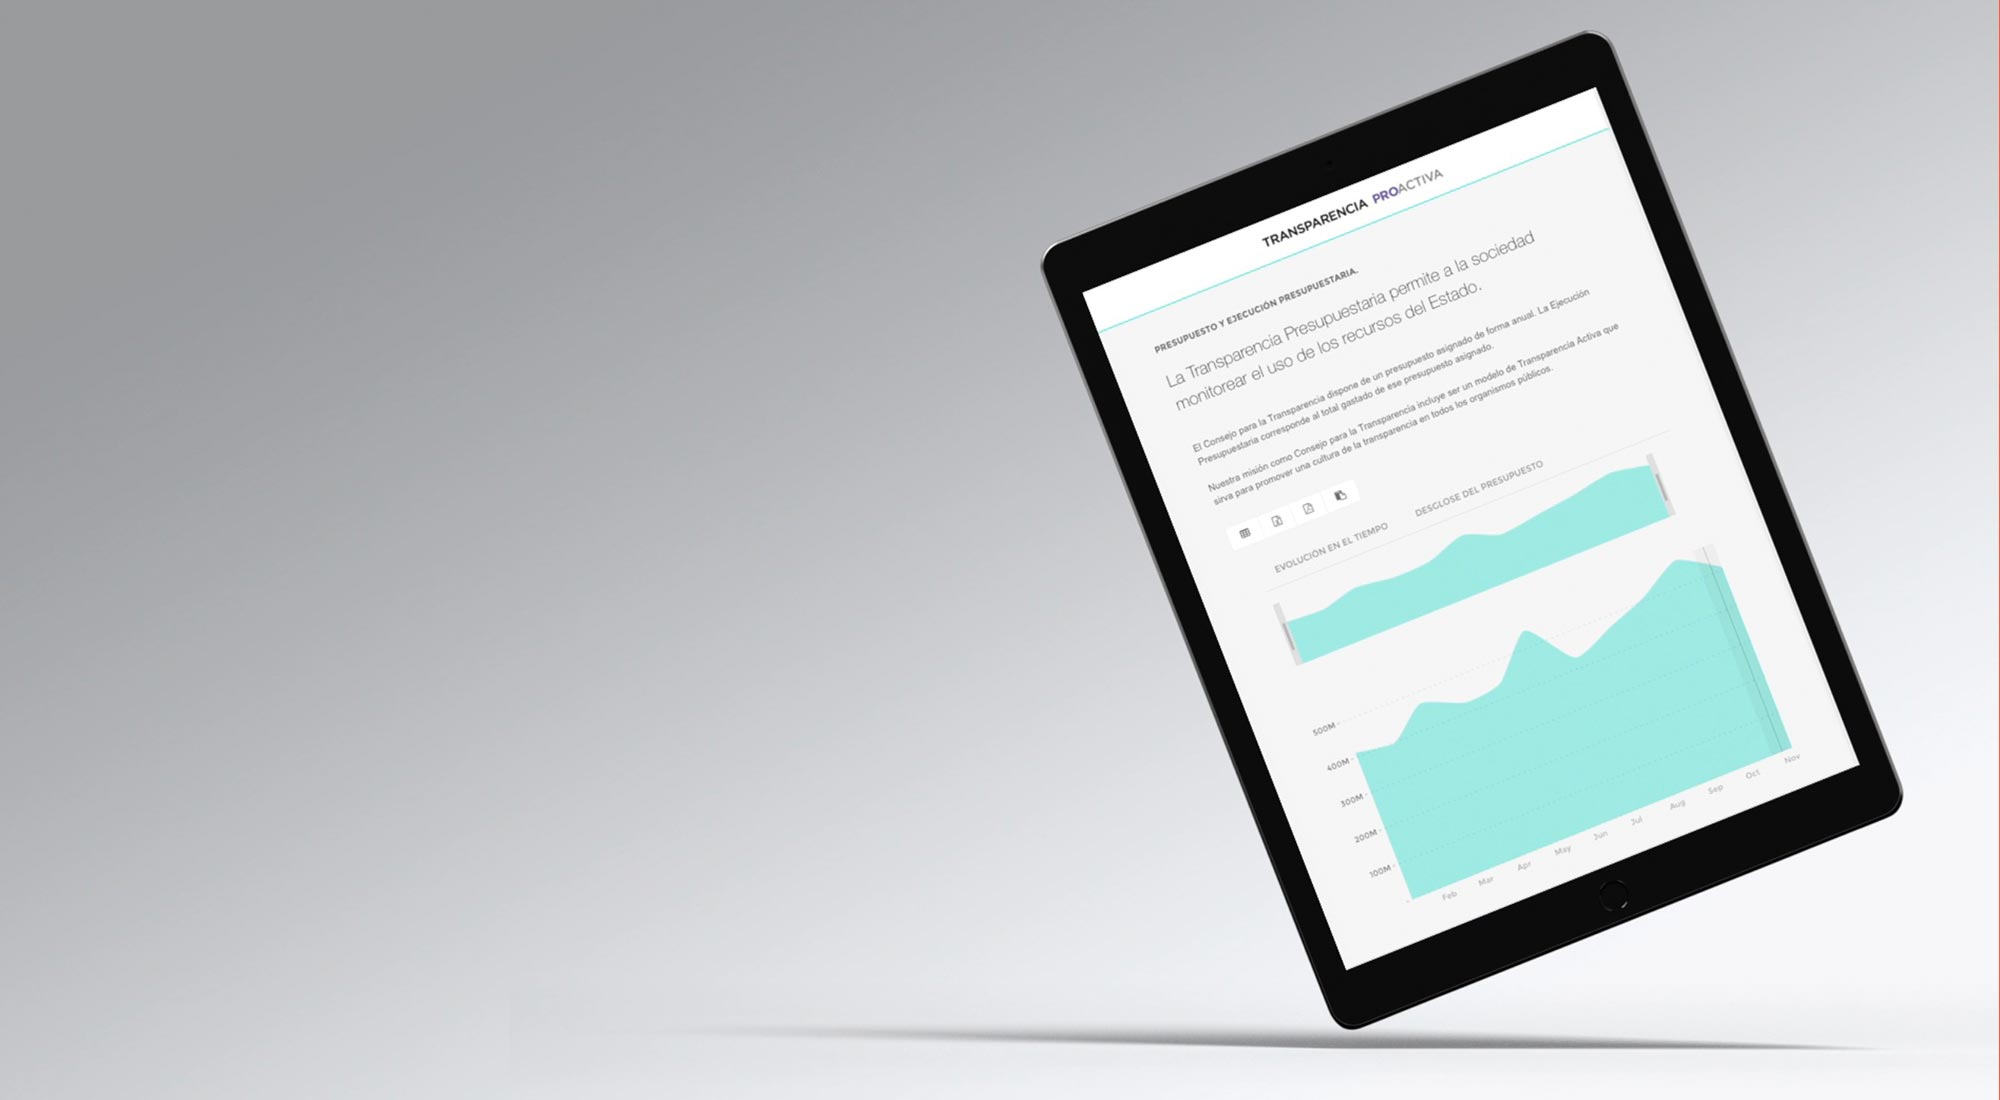 TRANSPARENCIA PROACTIVA
PRESUPUESTO Y EJECUCIÓN PRESUPUESTARIA.
La Transparencia Presupuestaria permite a la sociedad
monitorear el uso de los recursos del Estado.
El Consejo para la Transparencia dispone de un presupuesto asignado de forma anual. La Ejecución
Presupuestaria corresponde al total gastado de ese presupuesto asignado.
Nuestra misión como Consejo para la Transparencia incluye ser un modelo de Transparencia Activa que
sirva para promover una cultura de la transparencia en todos los organismos públicos.
EVOLUCIÓN EN EL TIEMPO
DESGLOSE DEL PRESUPUESTO
500M
400M
300M
200M
100M
Feb
Mar
Apr
May
Jun
Jul
Aug
Sep
Oct
Nov